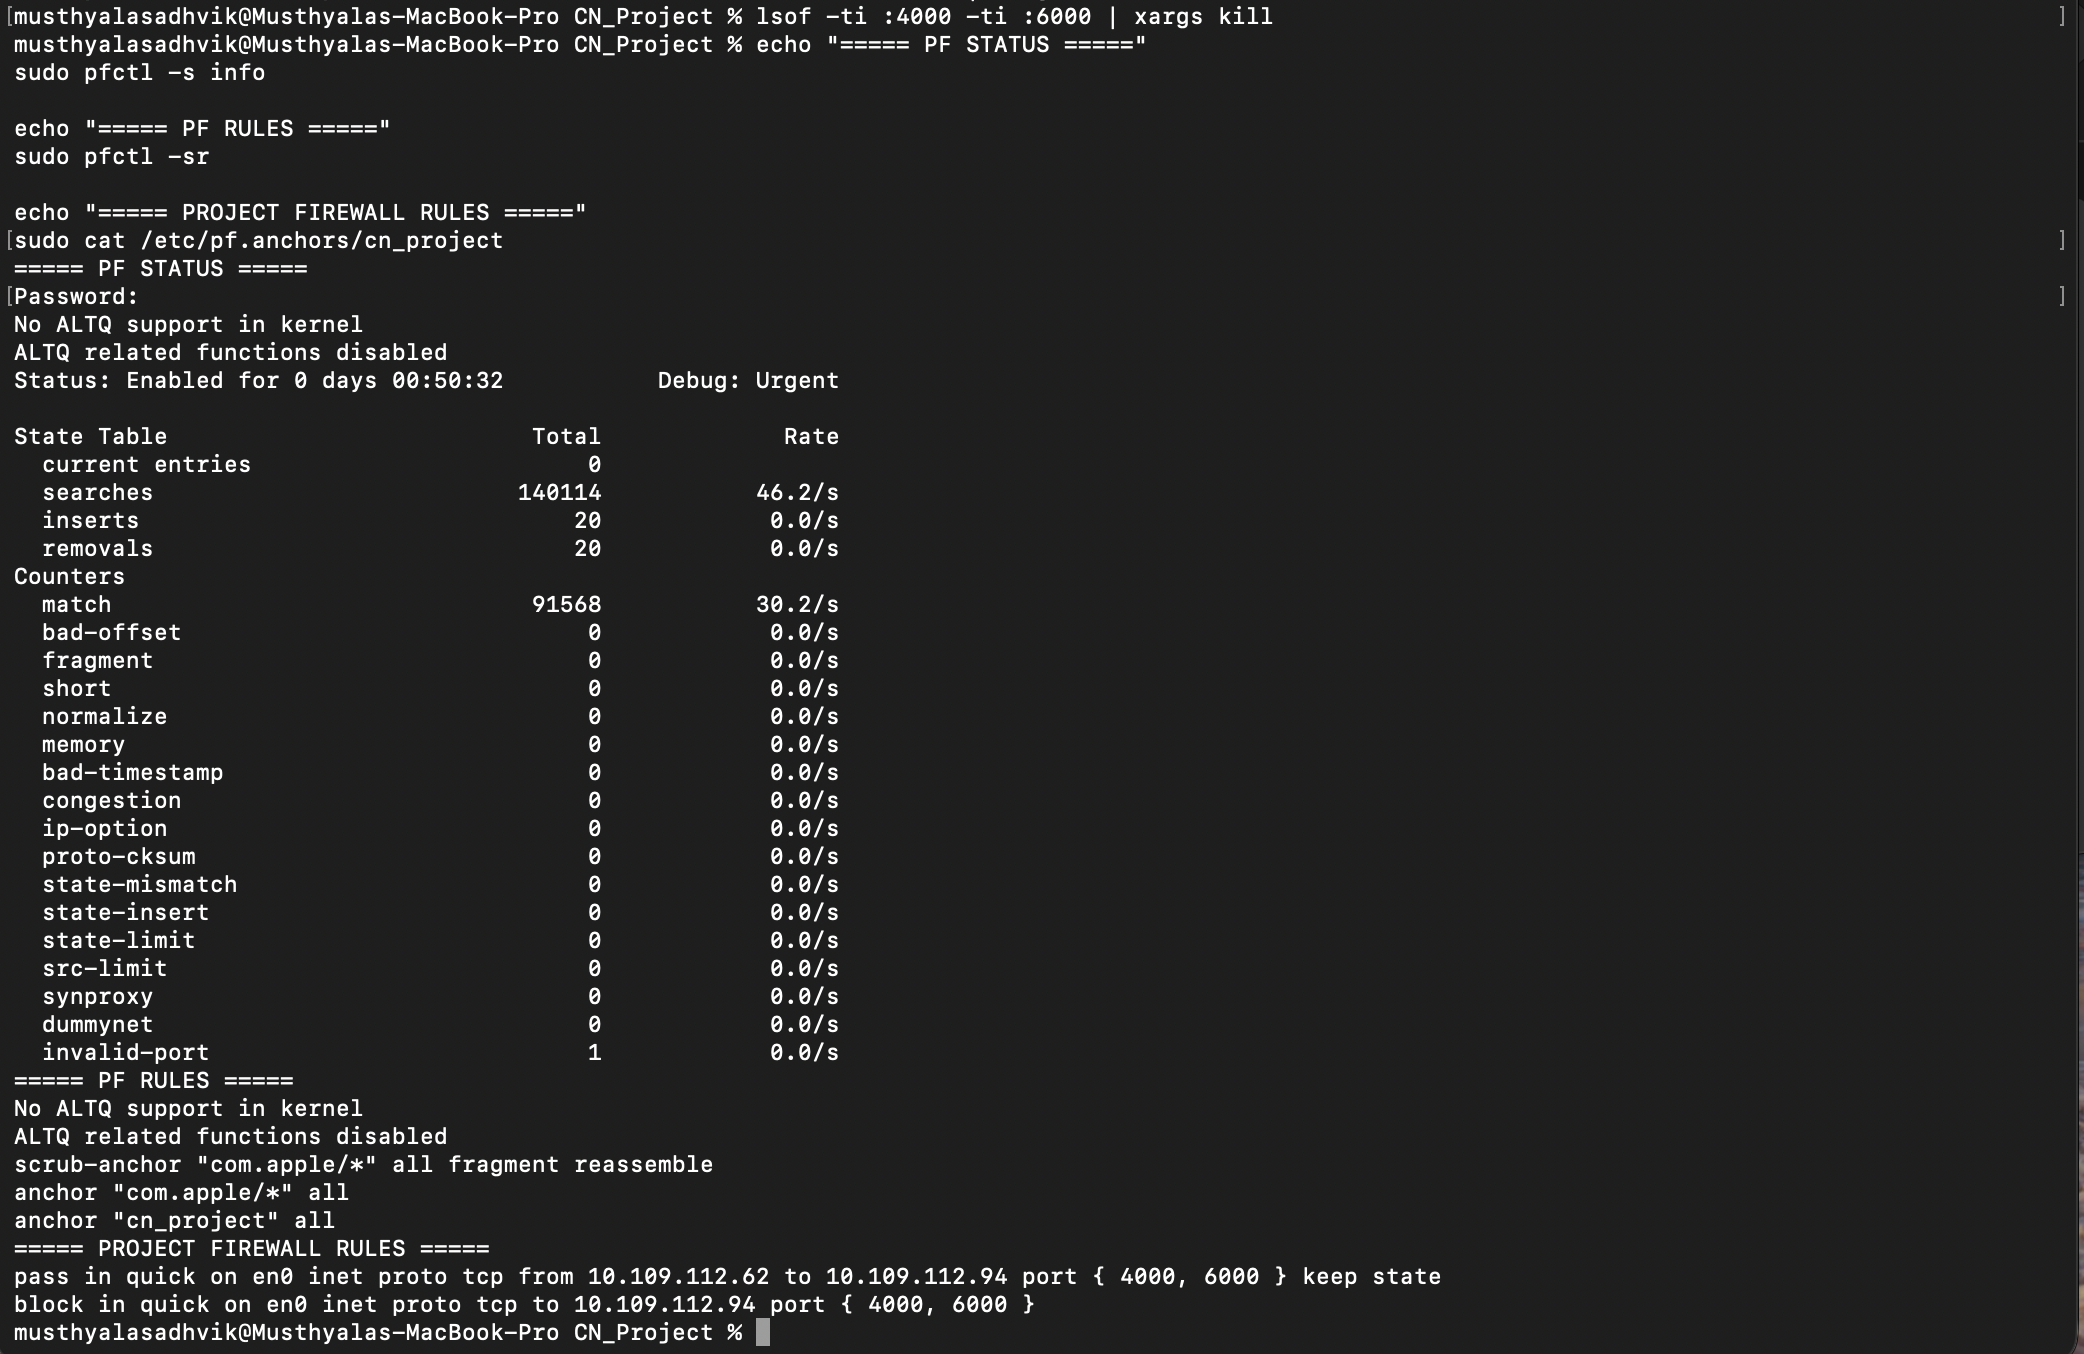 [musthyalasadhvik@Musthyalas-MacBook-Pro CN_Project % lsof -ti :4000 -ti :6000 | xargs kill ]
musthyalasadhvik@Musthyalas-MacBook-Pro CN_Project % echo "===== PF STATUS ====="
sudo pfctl -s info

echo "===== PF RULES ====="
sudo pfctl -sr

echo "===== PROJECT FIREWALL RULES ====="
[sudo cat /etc/pf.anchors/cn_project ]
===== PF STATUS =====
[Password: ]
No ALTQ support in kernel
ALTQ related functions disabled
Status: Enabled for 0 days 00:50:32           Debug: Urgent

State Table                          Total             Rate
  current entries                        0
  searches                          140114           46.2/s
  inserts                               20            0.0/s
  removals                              20            0.0/s
Counters
  match                              91568           30.2/s
  bad-offset                             0            0.0/s
  fragment                               0            0.0/s
  short                                  0            0.0/s
  normalize                              0            0.0/s
  memory                                 0            0.0/s
  bad-timestamp                          0            0.0/s
  congestion                             0            0.0/s
  ip-option                              0            0.0/s
  proto-cksum                            0            0.0/s
  state-mismatch                         0            0.0/s
  state-insert                           0            0.0/s
  state-limit                            0            0.0/s
  src-limit                              0            0.0/s
  synproxy                               0            0.0/s
  dummynet                               0            0.0/s
  invalid-port                           1            0.0/s
===== PF RULES =====
No ALTQ support in kernel
ALTQ related functions disabled
scrub-anchor "com.apple/*" all fragment reassemble
anchor "com.apple/*" all
anchor "cn_project" all
===== PROJECT FIREWALL RULES =====
pass in quick on en0 inet proto tcp from 10.109.112.62 to 10.109.112.94 port { 4000, 6000 } keep state
block in quick on en0 inet proto tcp to 10.109.112.94 port { 4000, 6000 }
musthyalasadhvik@Musthyalas-MacBook-Pro CN_Project %